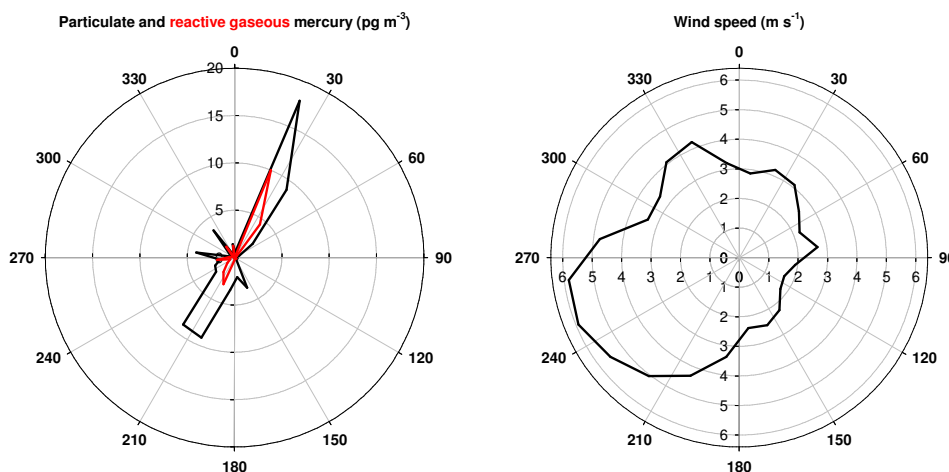 Particulate and reactive gaseous mercury (pg m⁻³)
0
330 30
20
15
300 60
10
5
270 0 90
240 120
210 150
180
Wind speed (m s⁻¹)
0
330 6 30
5
4
300 3 60
2
1
270 0 90
6 5 4 3 2 1 0 1 2 3 4 5 6
1
2
3
240 4 120
5
210 6 150
180